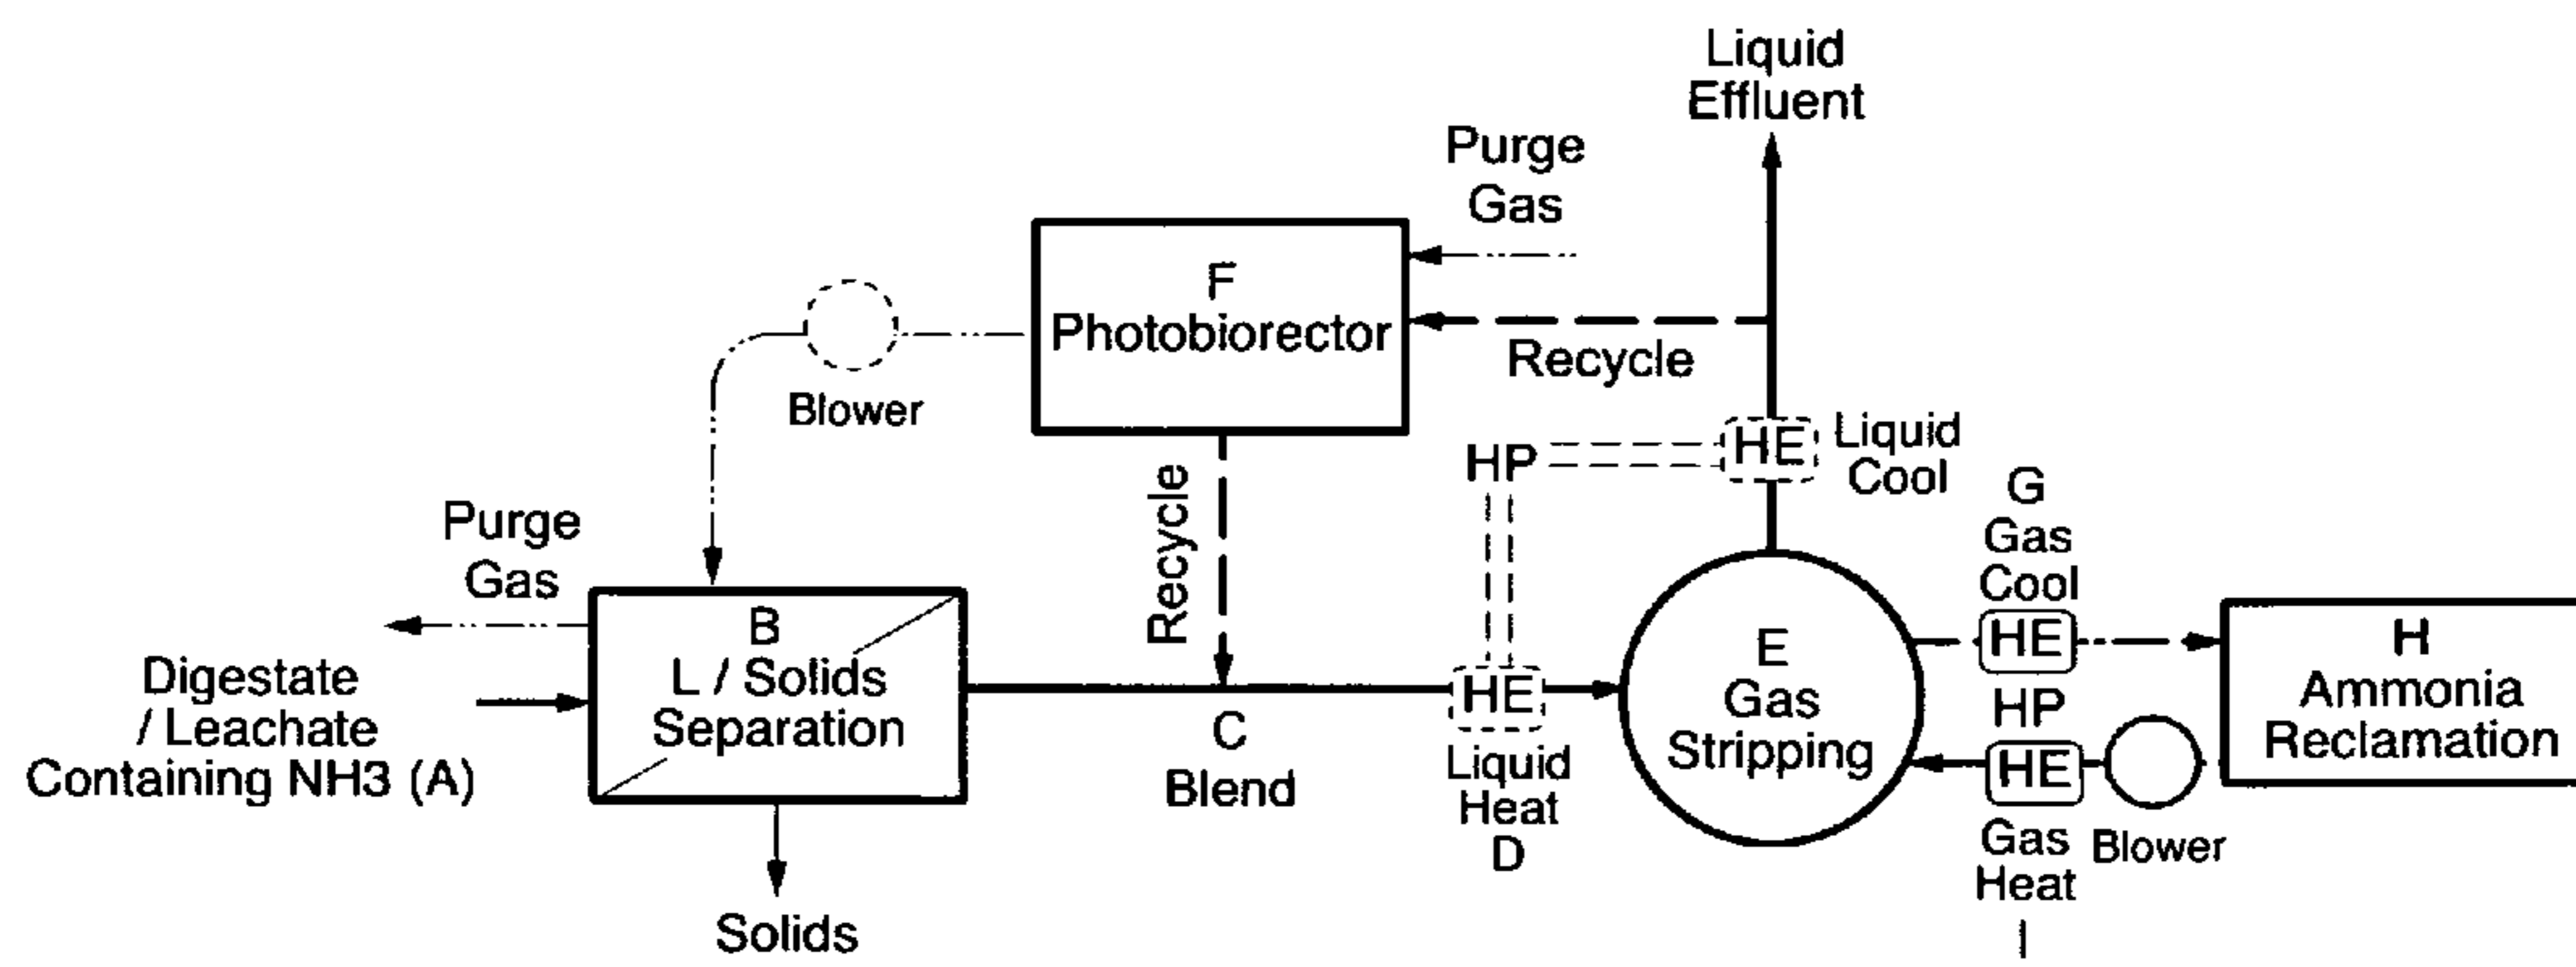 Liquid
Effluent
Purge
Gas
F
Photobiorector
Recycle
Blower
HP
HE
Liquid
Cool
Recycle
Purge
Gas
G
Gas
Cool
B
L / Solids
Separation
Digestate
/ Leachate
Containing NH3 (A)
C
Blend
HE
Liquid
Heat
D
E
Gas
Stripping
HE
HP
HE
Gas
Heat
I
Blower
H
Ammonia
Reclamation
Solids